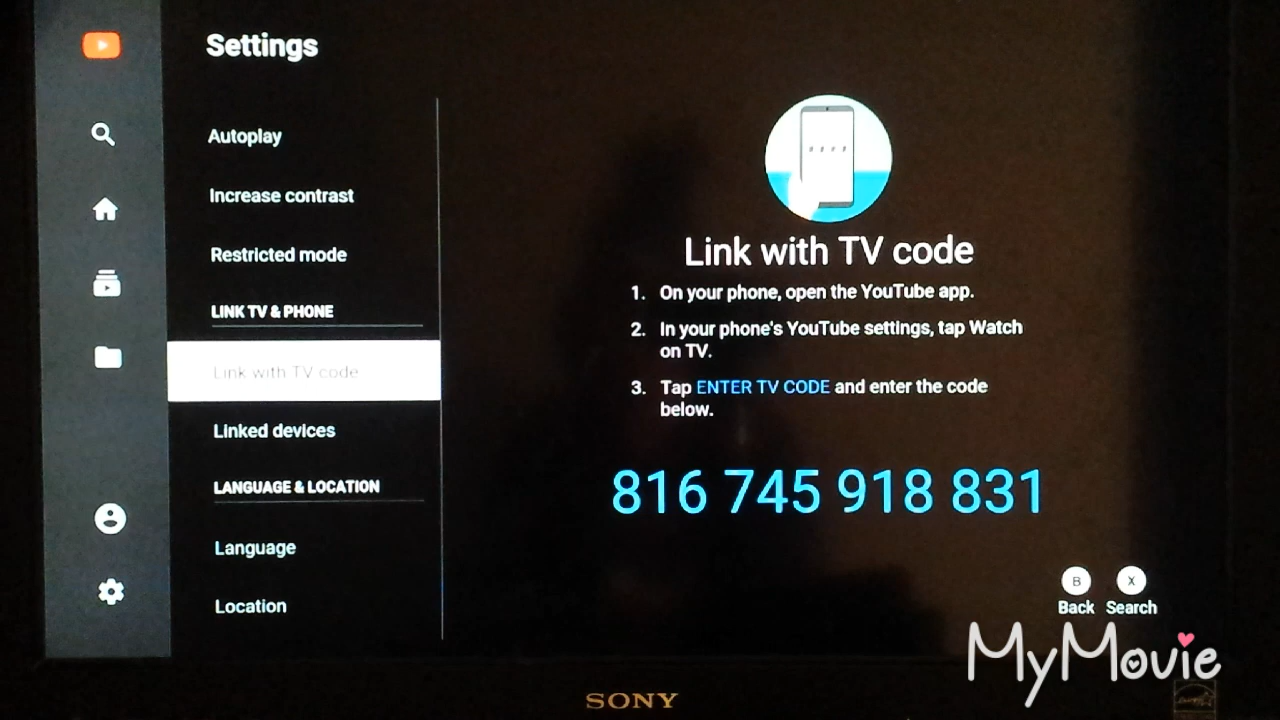 Settings
Autoplay
Increase contrast
Restricted mode
LINK TV & PHONE
Link with TV code
Linked devices
LANGUAGE & LOCATION
Language
Location
Link with TV code
1. On your phone, open the YouTube app.
2. In your phone's YouTube settings, tap Watch
on TV.
3. Tap ENTER TV CODE and enter the code
below.
816 745 918 831
B X
Back Search
MyMovie
SONY